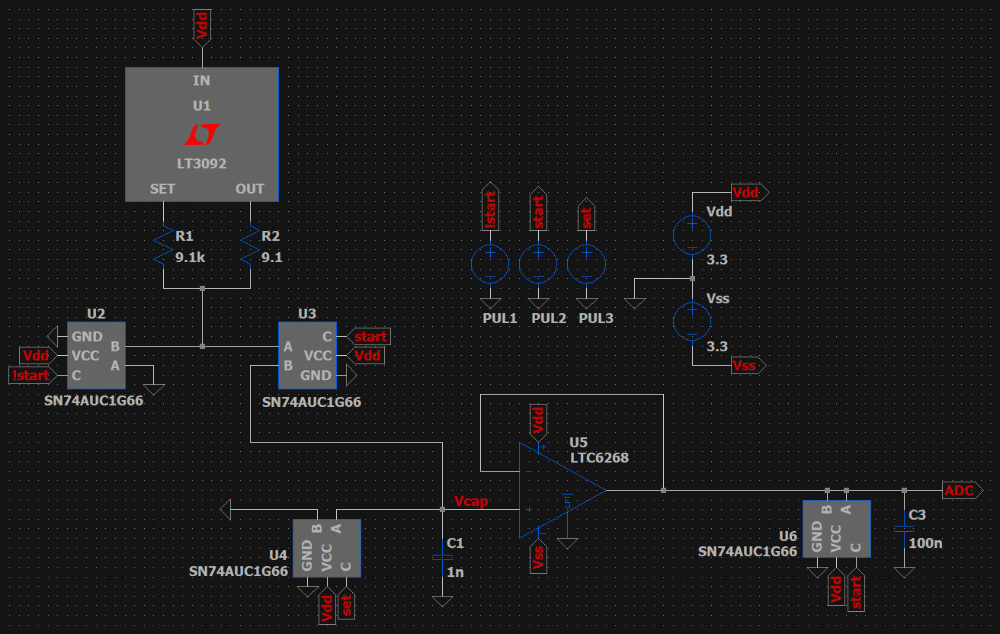 Vdd
IN
U1
LT3092
SET
OUT
R1
9.1k
R2
9.1
!start
start
set
PUL1
PUL2
PUL3
Vdd
Vdd
3.3
Vss
3.3
Vss
U2
GND
VCC
C
B
A
Vdd
!start
SN74AUC1G66
U3
A
B
C
VCC
GND
start
Vdd
SN74AUC1G66
Vdd
U5
LTC6268
Vss
Vcap
B
A
GND
VCC
C
U4
SN74AUC1G66
Vdd
set
C1
1n
ADC
B
A
GND
VCC
C
U6
SN74AUC1G66
Vdd
start
C3
100n